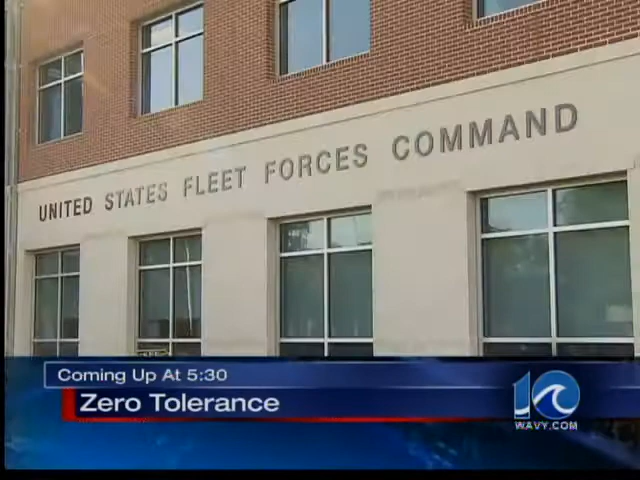 UNITED STATES FLEET FORCES COMMAND
Coming Up At 5:30
Zero Tolerance
10
WAVY.COM